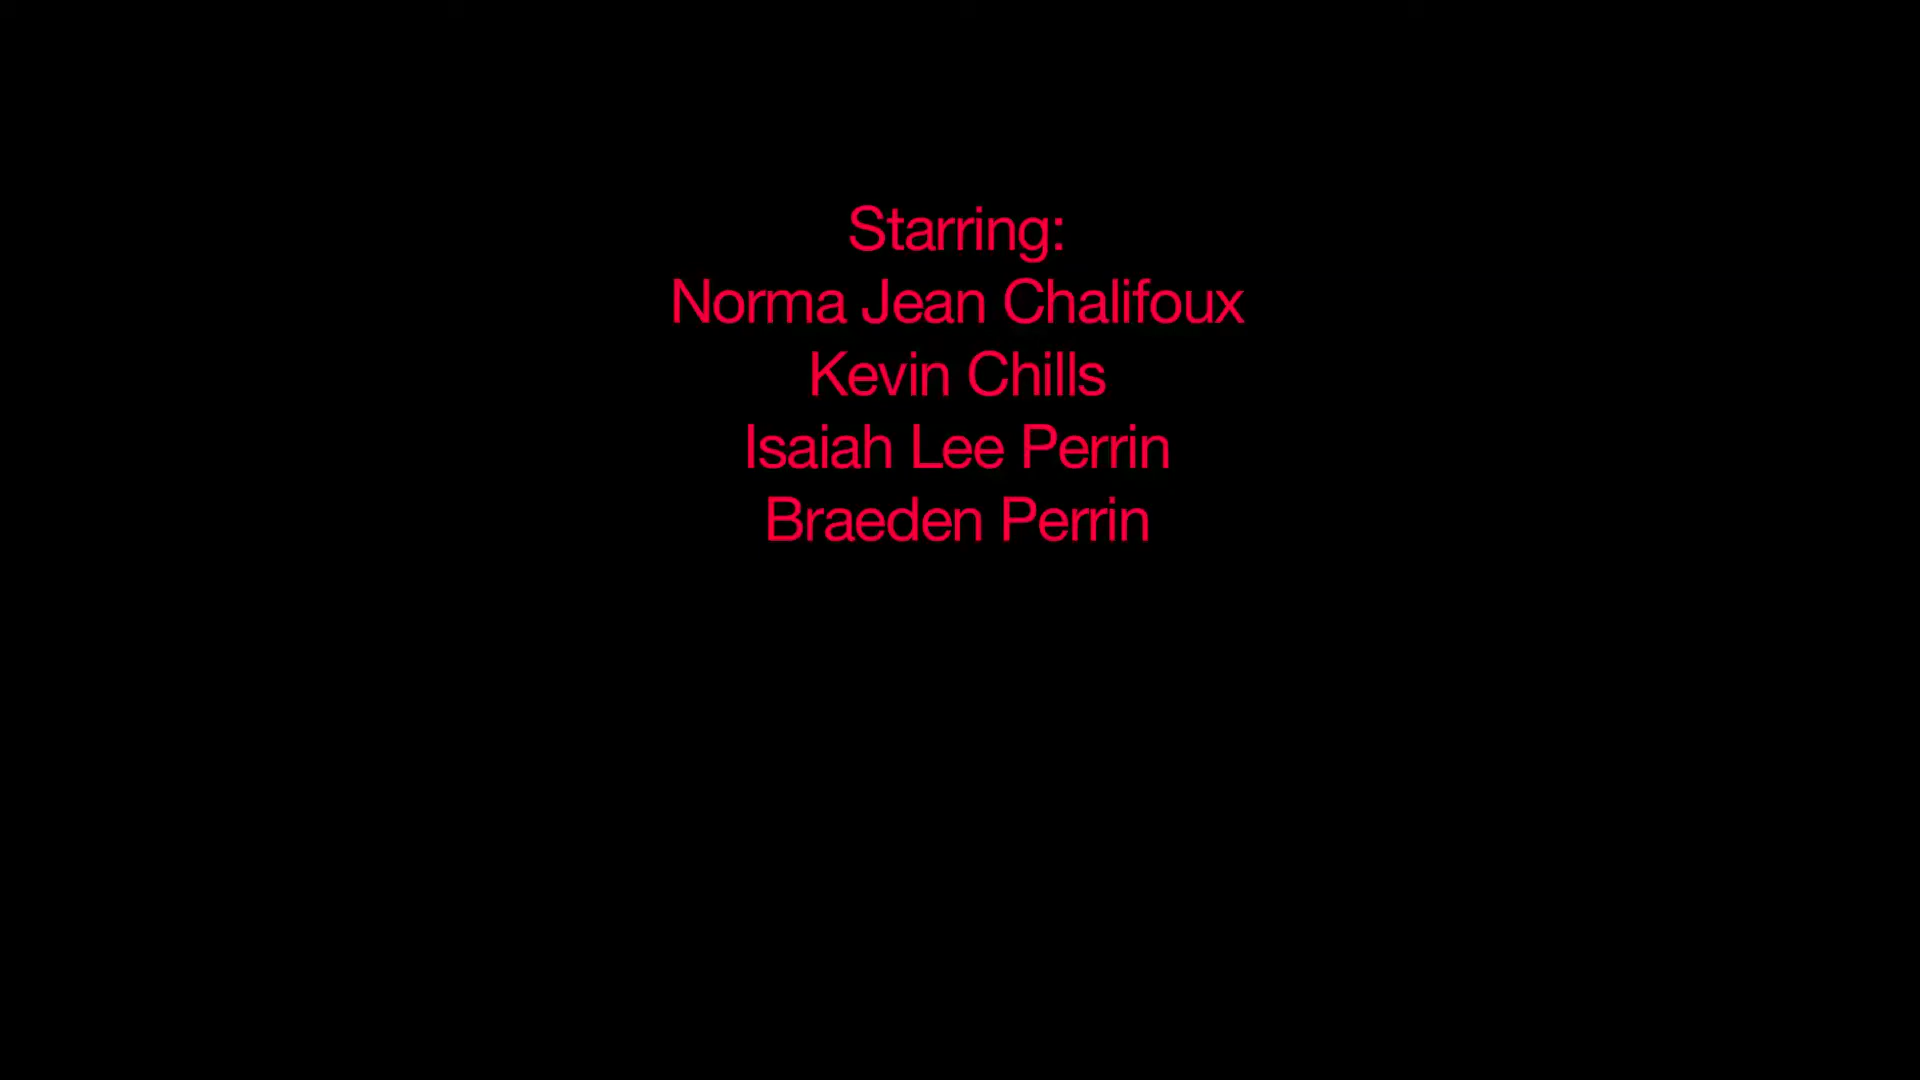 Starring:
Norma Jean Chalifoux
Kevin Chills
Isaiah Lee Perrin
Braeden Perrin